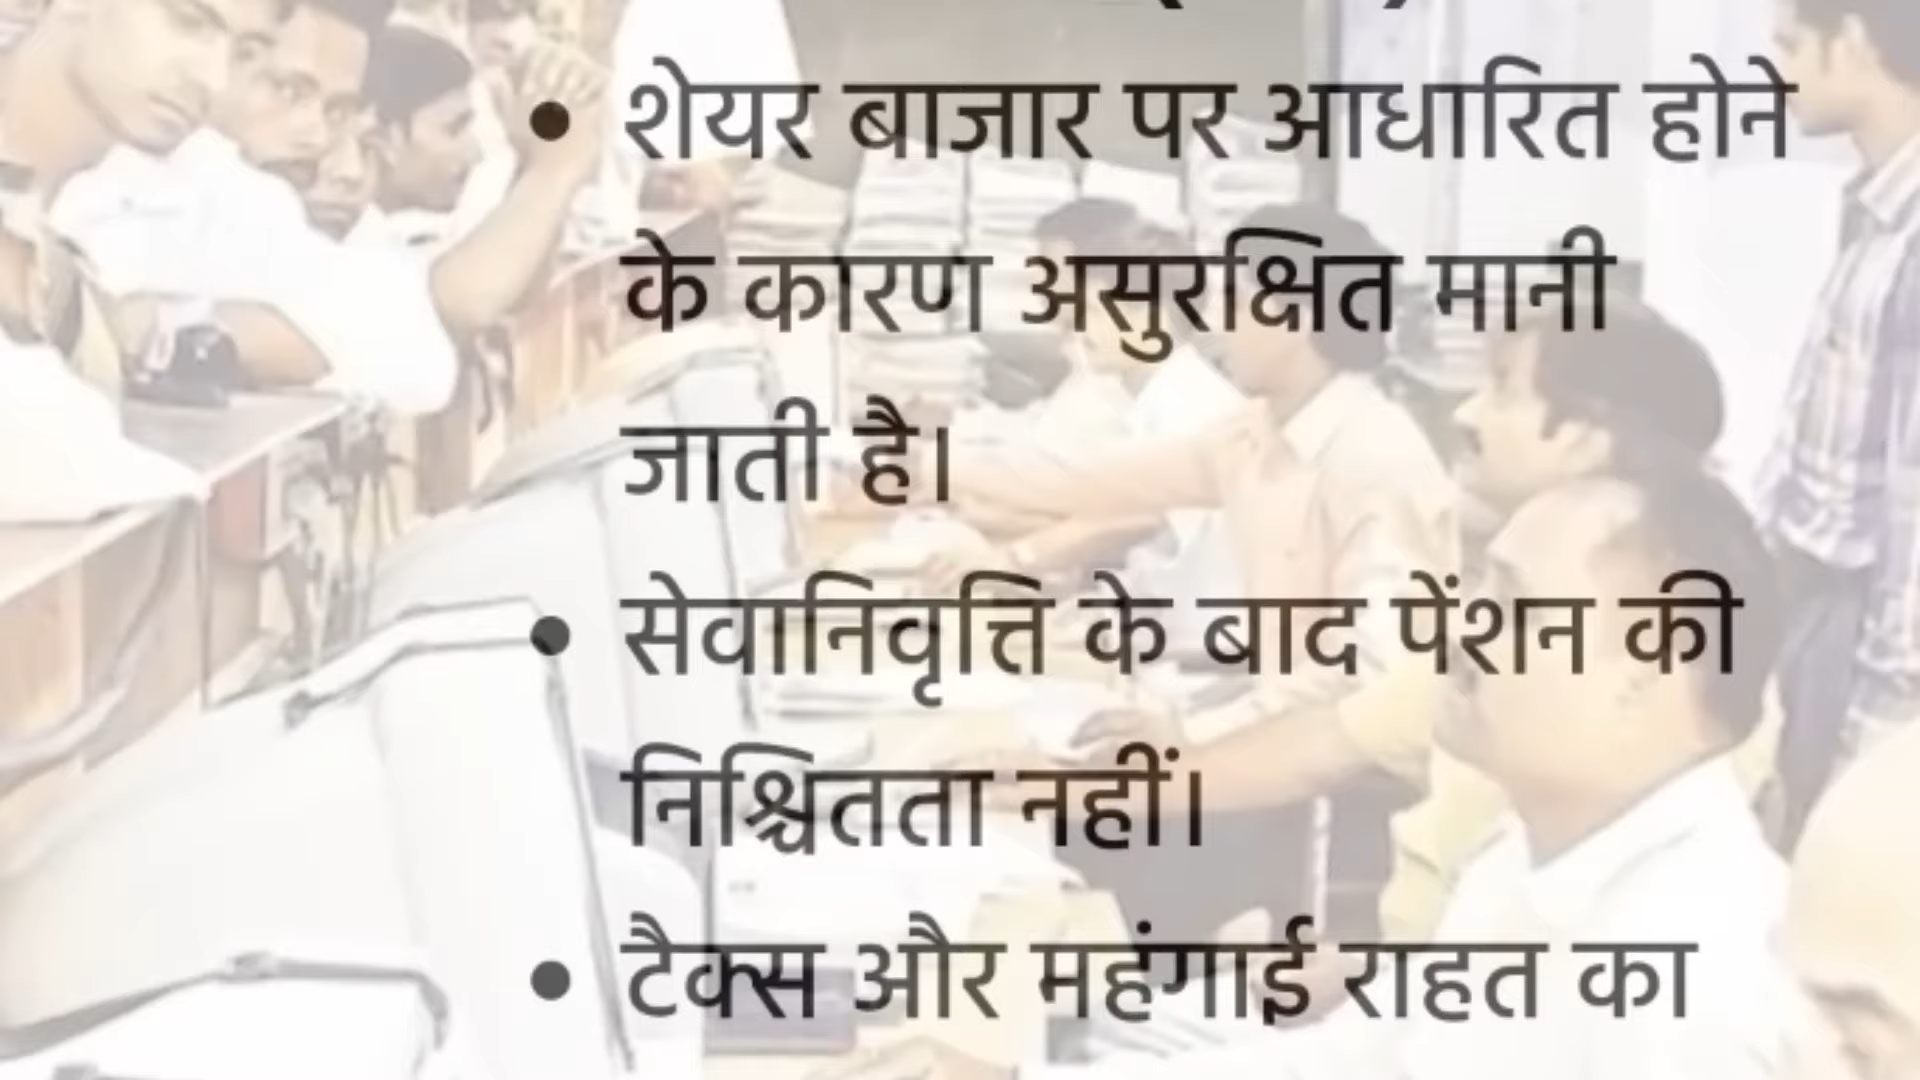 • शेयर बाजार पर आधारित होने
के कारण असुरक्षित मानी
जाती है।
• सेवानिवृत्ति के बाद पेंशन की
निश्चितता नहीं।
• टैक्स और महंगाई राहत का